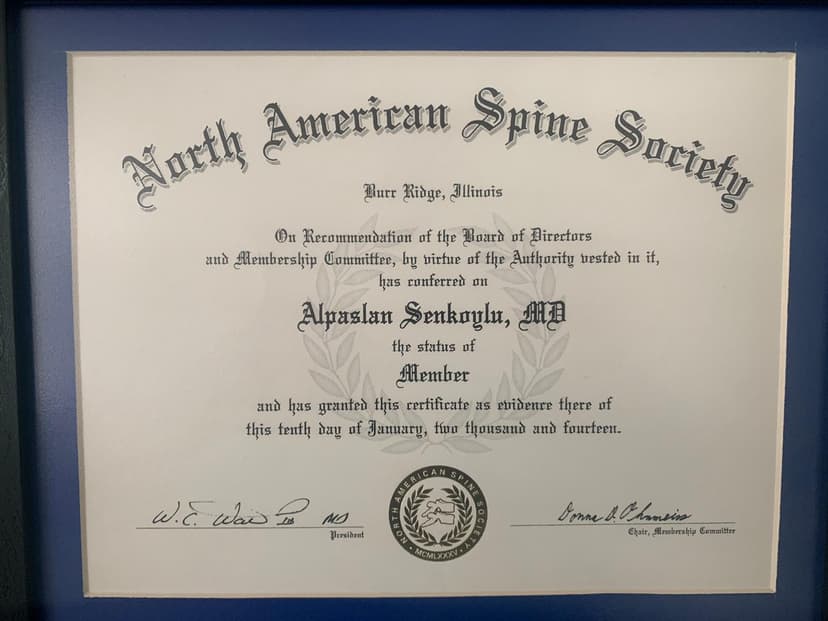 North American Spine Society
Burr Ridge, Illinois
On Recommendation of the Board of Directors
and Membership Committee, by virtue of the Authority vested in it,
has conferred on
Alpaslan Senkoylu, MD
the status of
Member
and has granted this certificate as evidence there of
this tenth day of January, two thousand and fourteen.
W. E. MD
President
NORTH AMERICAN SPINE SOCIETY
MCMLXXXV
Donna D.
Chair, Membership Committee